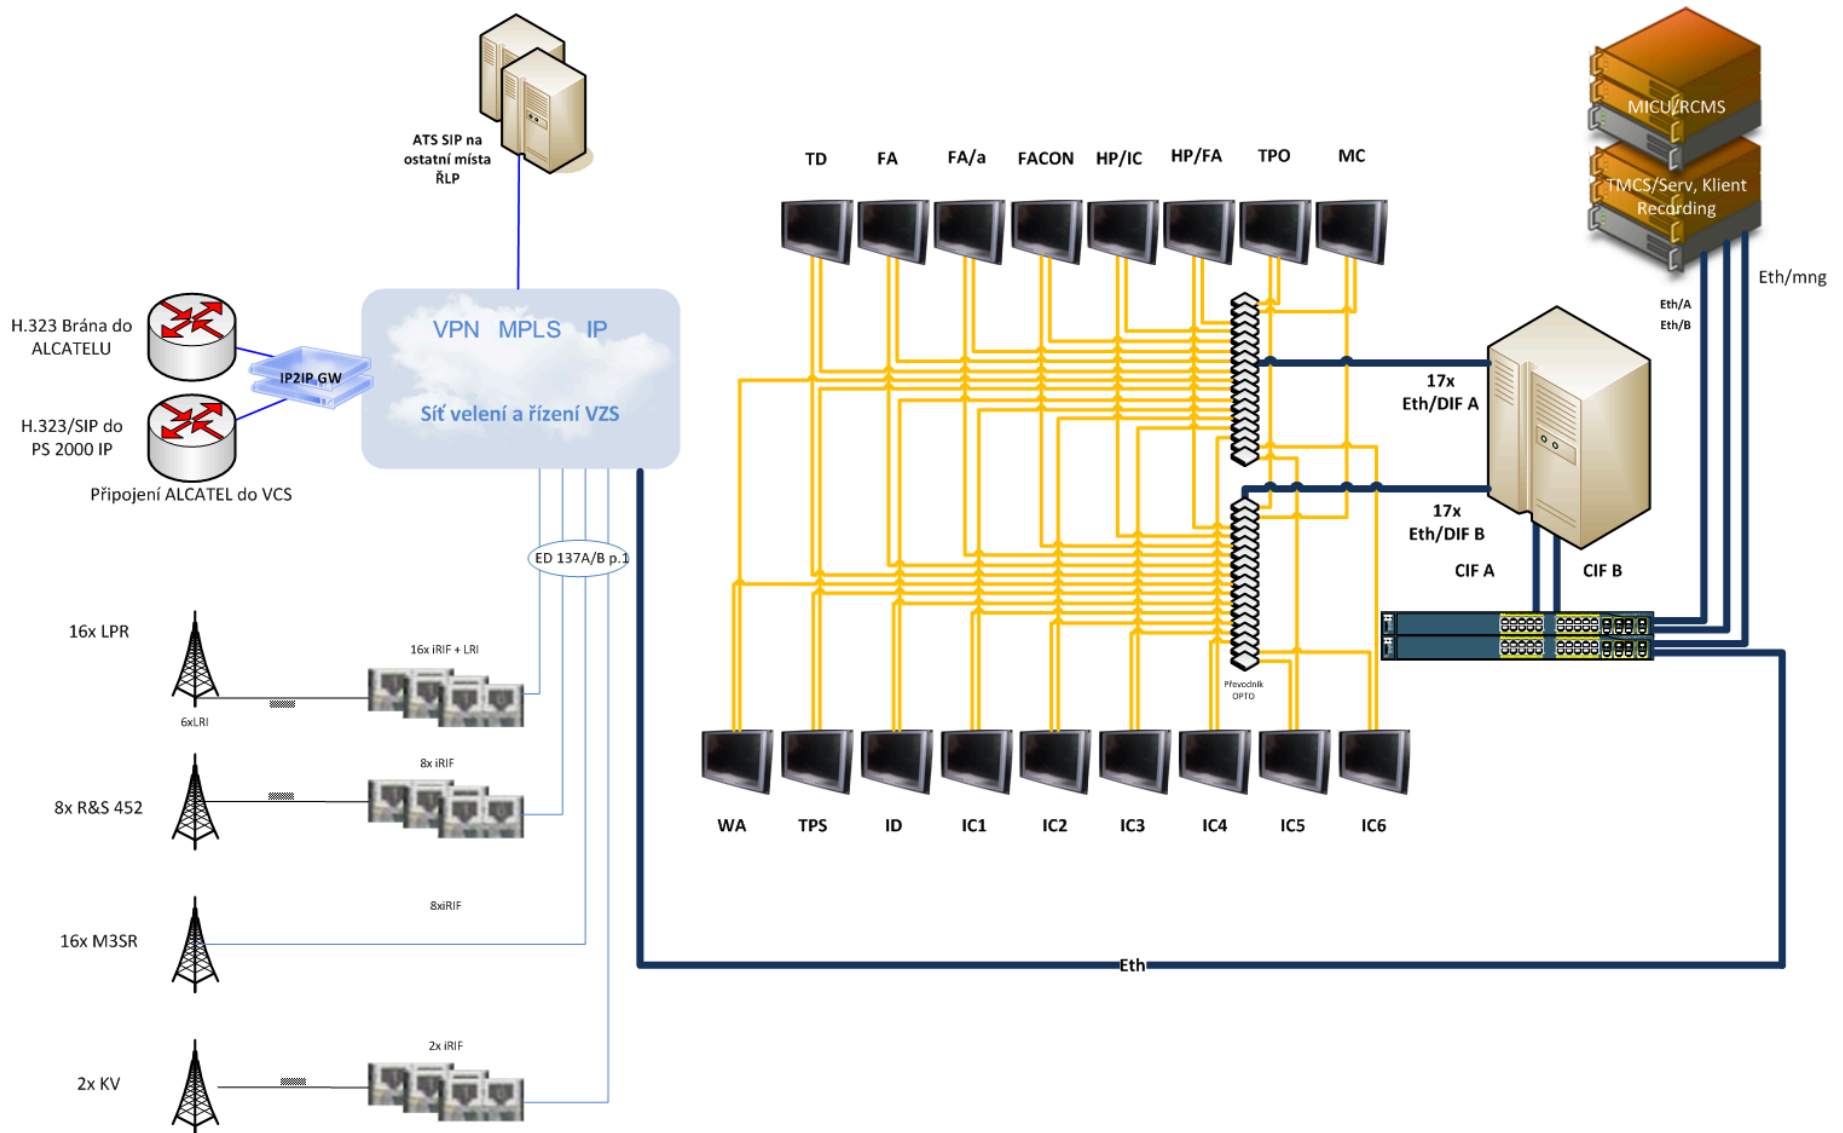 ATS SIP na
ostatní místa
ŘLP
H.323 Brána do
ALCATELU
IP2IP GW
H.323/SIP do
PS 2000 IP
Připojení ALCATEL do VCS
VPN MPLS IP
Síť velení a řízení VZS
ED 137A/B p.1
16x LPR
6xLRI
16x iRIF + LRI
8x R&S 452
8x iRIF
16x M3SR
8xiRIF
2x KV
2x iRIF
TD FA FA/a FACON HP/IC HP/FA TPO MC
WA TPS ID IC1 IC2 IC3 IC4 IC5 IC6
Převodník
OPTO
17x
Eth/DIF A
17x
Eth/DIF B
CIF A CIF B
MICU/RCMS
TMCS/Serv, Klient
Recording
Eth/mng
Eth/A
Eth/B
Eth